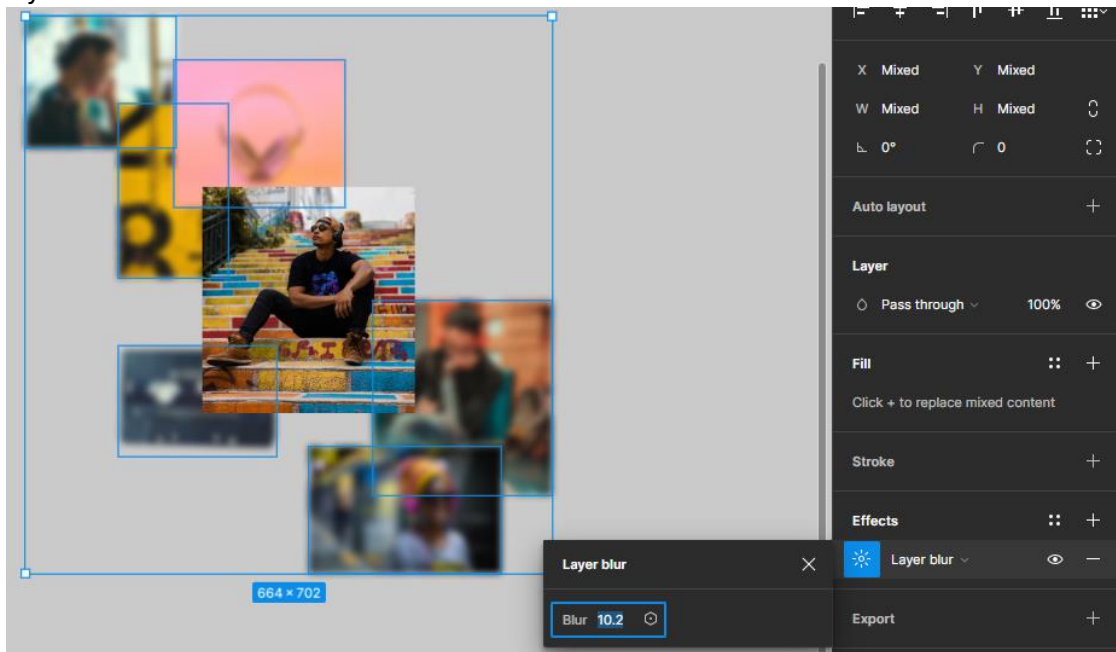 X Mixed Y Mixed
W Mixed H Mixed
0° 0
Auto layout
Layer
Pass through 100%
Fill
Click + to replace mixed content
Stroke
Effects
Layer blur
Export
664 × 702
Layer blur
Blur 10.2